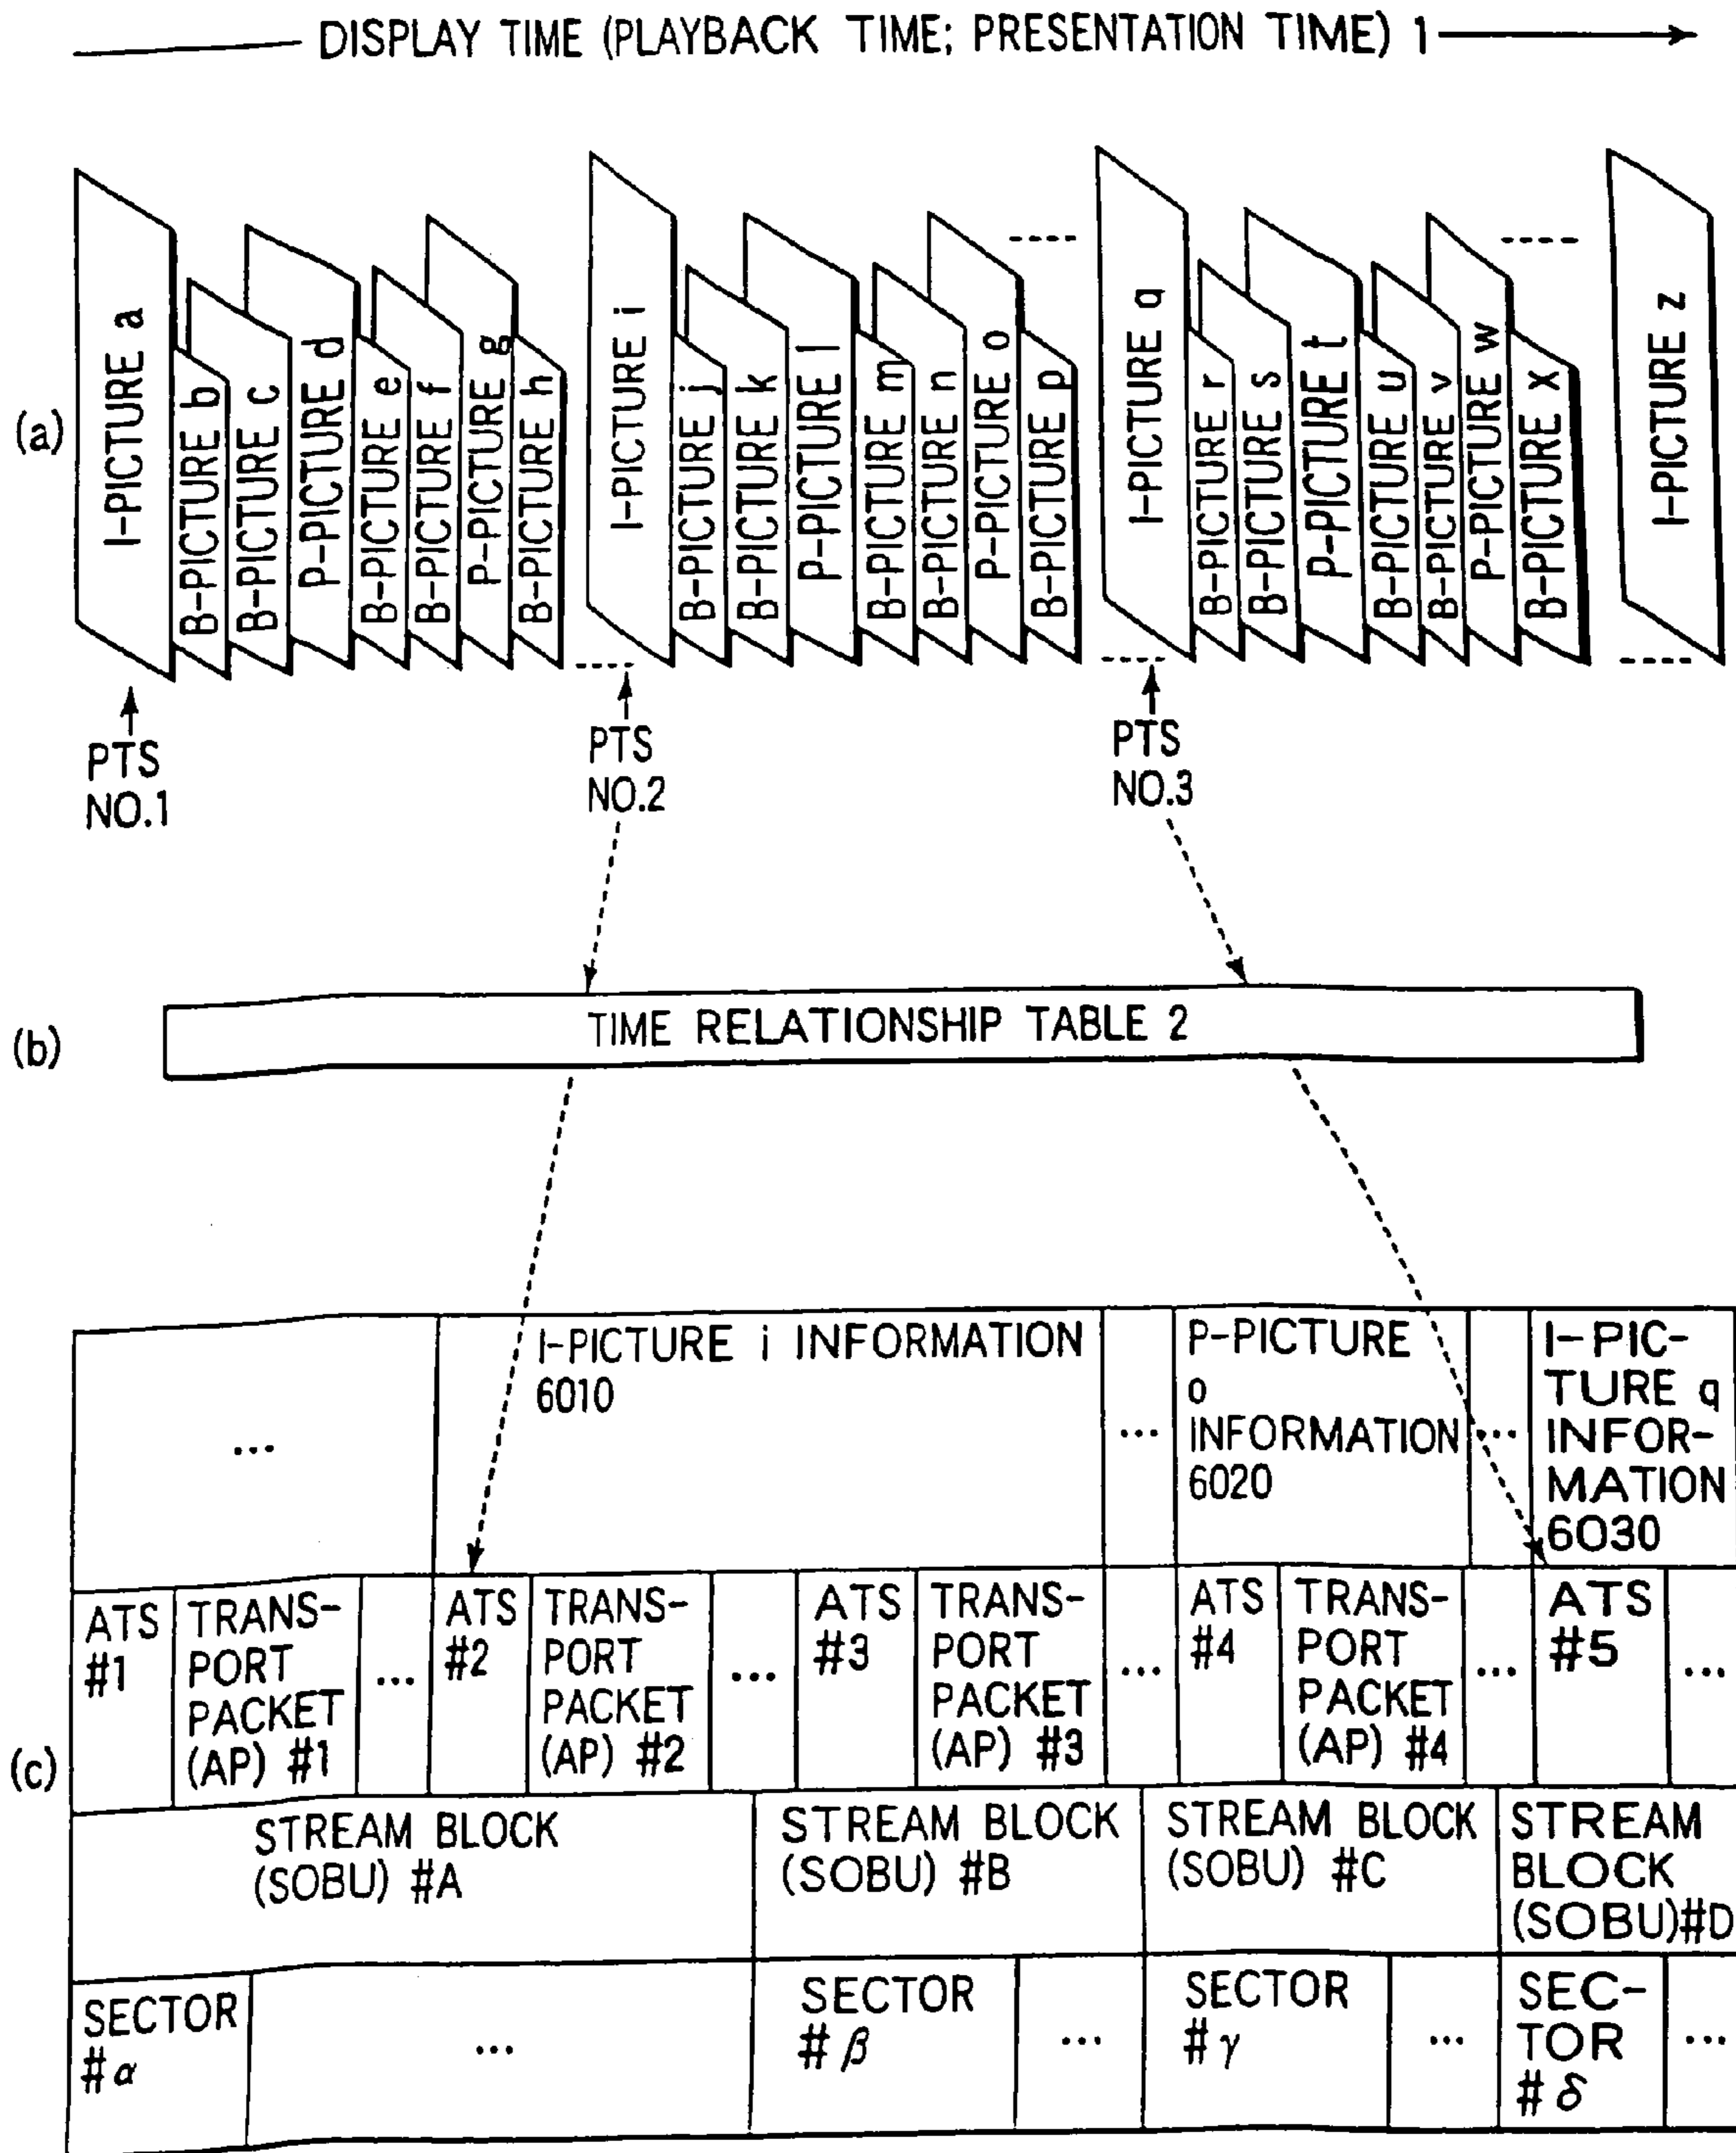 DISPLAY TIME (PLAYBACK TIME; PRESENTATION TIME) 1
(a)
I-PICTURE a
B-PICTURE b
B-PICTURE c
P-PICTURE d
B-PICTURE e
B-PICTURE f
P-PICTURE g
B-PICTURE h
I-PICTURE i
B-PICTURE j
B-PICTURE k
P-PICTURE l
B-PICTURE m
B-PICTURE n
P-PICTURE o
B-PICTURE p
I-PICTURE q
B-PICTURE r
B-PICTURE s
P-PICTURE t
B-PICTURE u
B-PICTURE v
P-PICTURE w
B-PICTURE x
I-PICTURE z
PTS
NO.1
PTS
NO.2
PTS
NO.3
(b)
TIME RELATIONSHIP TABLE 2
(c)
...
I-PICTURE i INFORMATION
6010
...
P-PICTURE
o
INFORMATION
6020
...
I-PIC-
TURE q
INFOR-
MATION
6030
ATS
#1
TRANS-
PORT
PACKET
(AP) #1
...
ATS
#2
TRANS-
PORT
PACKET
(AP) #2
...
ATS
#3
TRANS-
PORT
PACKET
(AP) #3
...
ATS
#4
TRANS-
PORT
PACKET
(AP) #4
...
ATS
#5
...
STREAM BLOCK
(SOBU) #A
STREAM BLOCK
(SOBU) #B
STREAM BLOCK
(SOBU) #C
STREAM
BLOCK
(SOBU)#D
SECTOR
#α
...
SECTOR
#β
...
SECTOR
#γ
...
SEC-
TOR
#δ
...